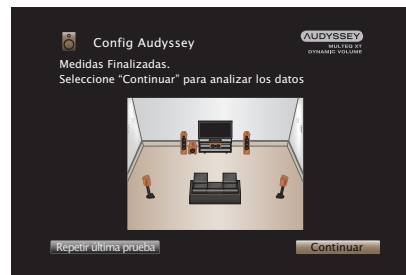 Config Audyssey
AUDYSSEY
MULTEQ XT
DYNAMIC VOLUME
Medidas Finalizadas.
Seleccione “Continuar” para analizar los datos
Repetir última prueba
Continuar